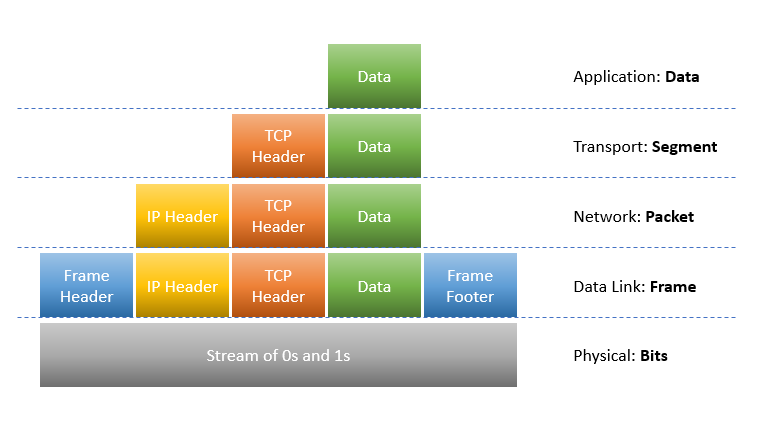 Data
Application: Data
TCP
Header
Data
Transport: Segment
IP Header
TCP
Header
Data
Network: Packet
Frame
Header
IP Header
TCP
Header
Data
Frame
Footer
Data Link: Frame
Stream of 0s and 1s
Physical: Bits